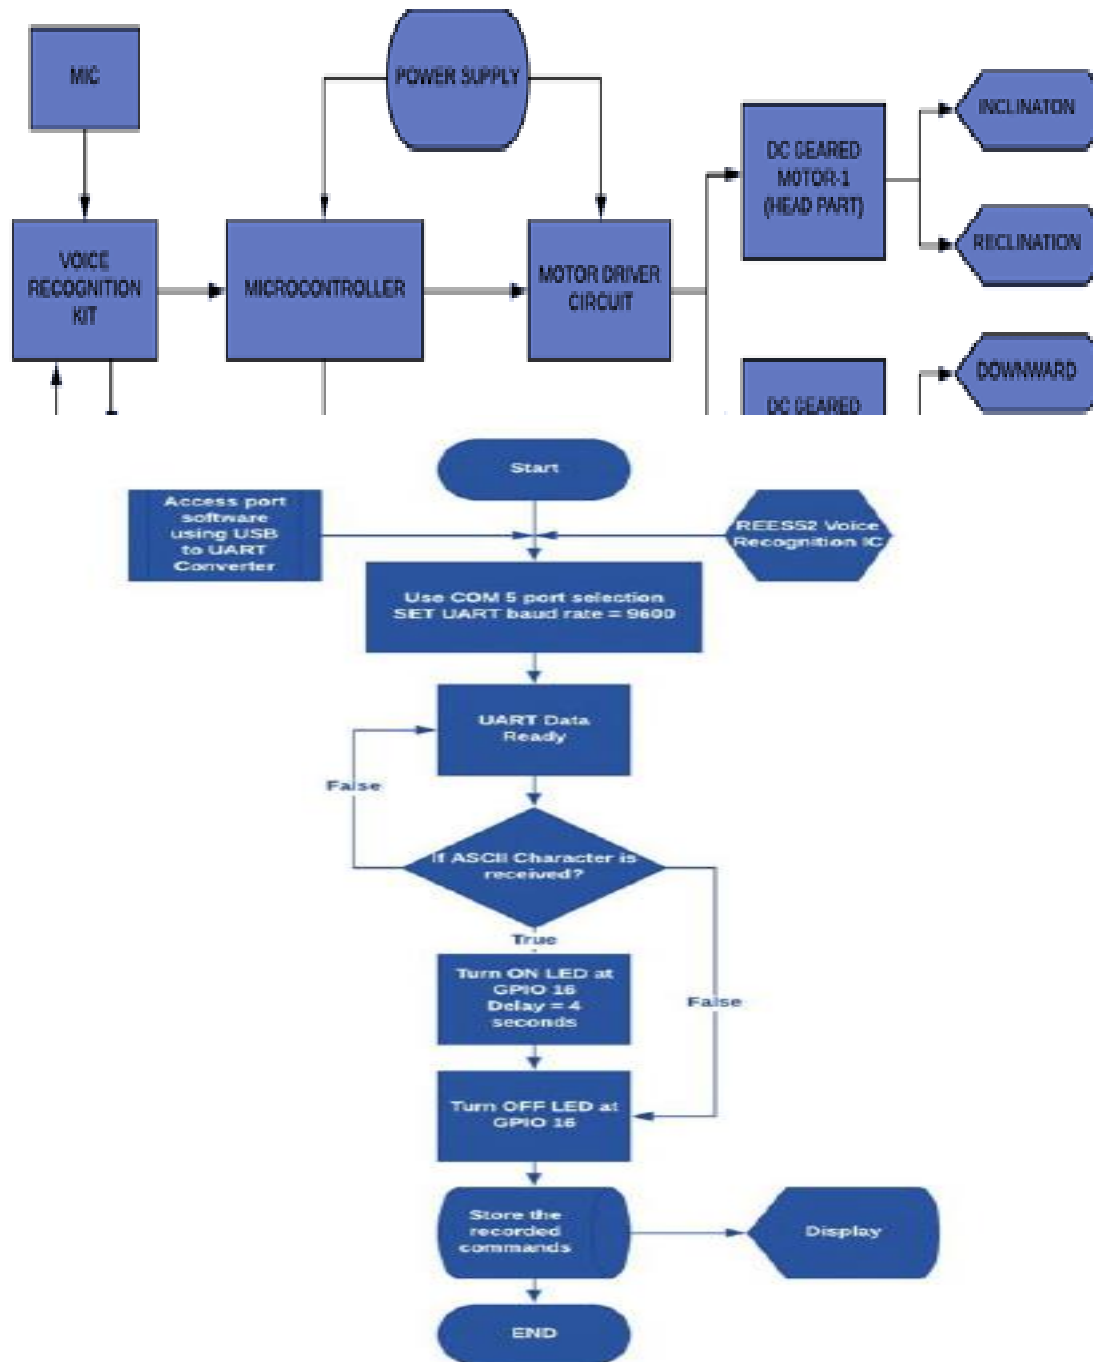 MIC
POWER SUPPLY
INCLINATON
DC GEARED
MOTOR-1
(HEAD PART)
VOICE
RECOGNITION
KIT
MICROCONTROLLER
MOTOR DRIVER
CIRCUIT
RECLINATION
DOWNWARD
DC GEARED
Start
Access port
software
using USB
to UART
Converter
REES52 Voice
Recognition IC
Use COM 5 port selection
SET UART baud rate = 9600
UART Data
Ready
False
If ASCII Character is
received?
True
Turn ON LED at
GPIO 16
Delay = 4
seconds
False
Turn OFF LED at
GPIO 16
Store the
recorded
commands
Display
END